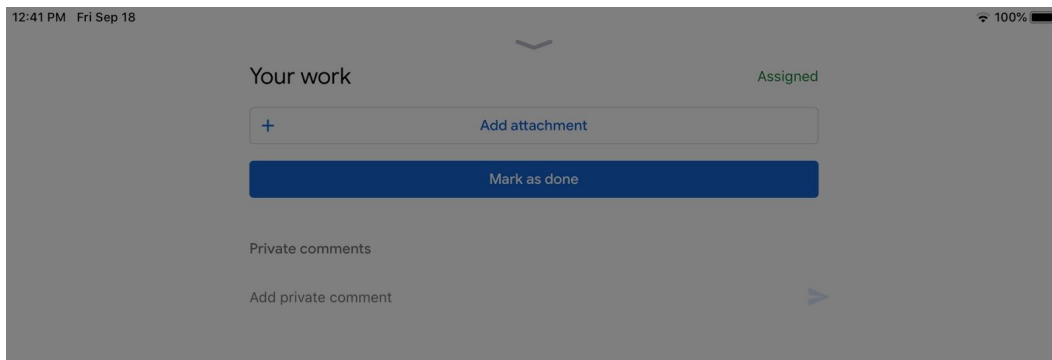 12:41 PM Fri Sep 18 100%
Your work Assigned
+ Add attachment
Mark as done
Private comments
Add private comment